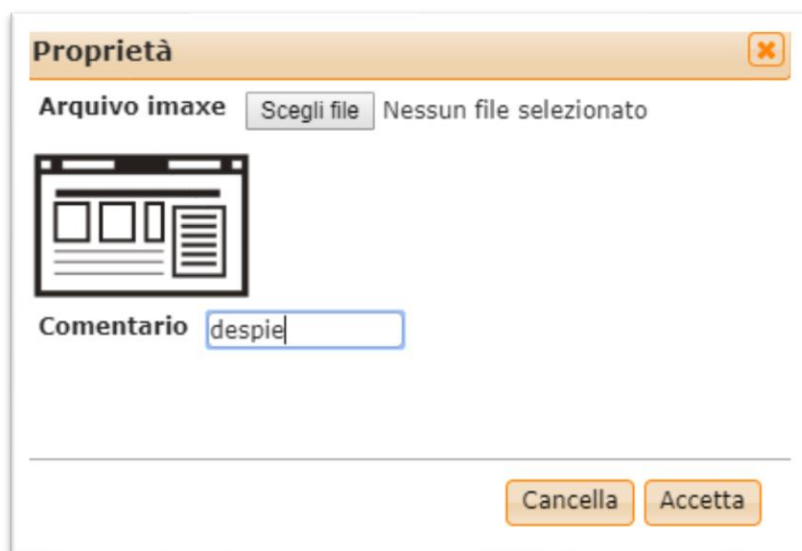 Proprietà
Arquivo imaxe Scegli file Nessun file selezionato
Comentario despie
Cancella Accetta